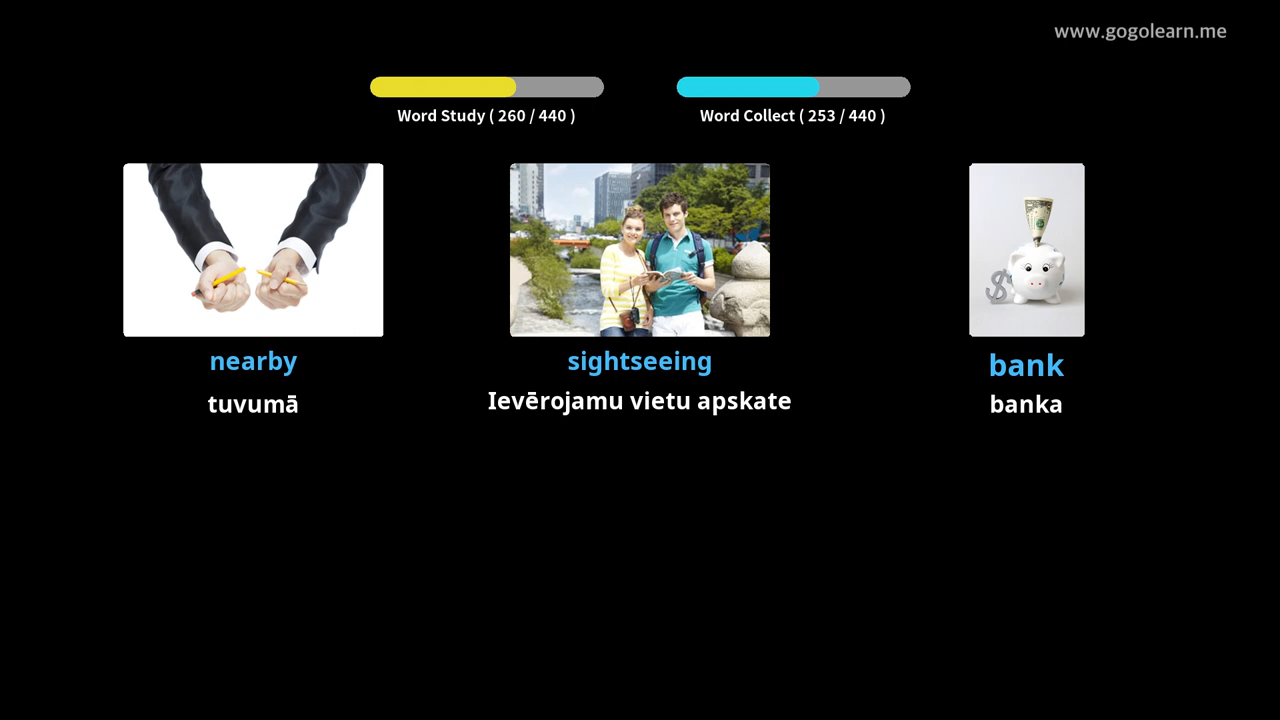 www.gogolearn.me
Word Study ( 260 / 440 )
Word Collect ( 253 / 440 )
nearby
tuvumā
sightseeing
Ievērojamu vietu apskate
bank
banka